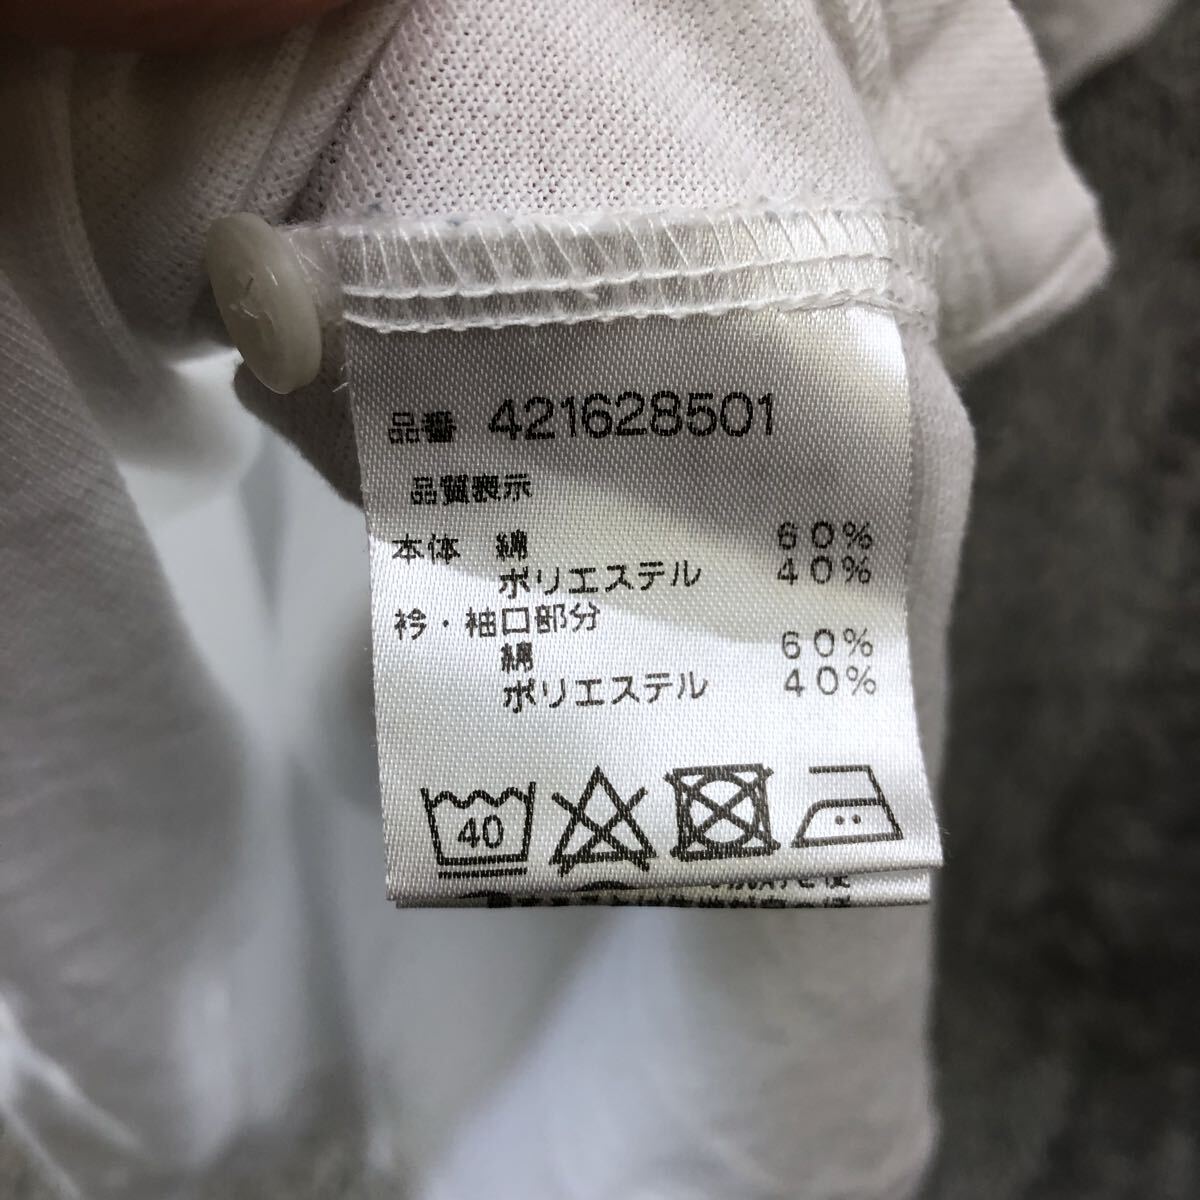 品番 421628501
品質表示
本体 綿 60%
ポリエステル 40%
衿・袖口部分
綿 60%
ポリエステル 40%
40